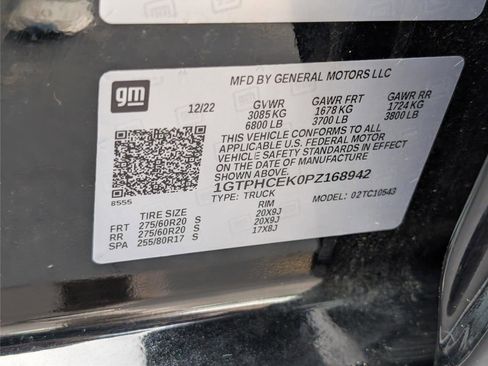 gm
MFD BY GENERAL MOTORS LLC
12/22 GVWR GAWR FRT GAWR RR
3085 KG 1678 KG 1724 KG
6800 LB 3700 LB 3800 LB
THIS VEHICLE CONFORMS TO ALL
APPLICABLE U.S. FEDERAL MOTOR
VEHICLE SAFETY STANDARDS IN EFFECT
ON THE DATE OF MANUFACTURE
SHOWN ABOVE.
1GTPHCEK0PZ168942
8555 TYPE: TRUCK MODEL: 02TC10543
TIRE SIZE RIM
FRT 275/60R20 S 20X9J
RR 275/60R20 S 20X9J
SPA 255/80R17 S 17X8J